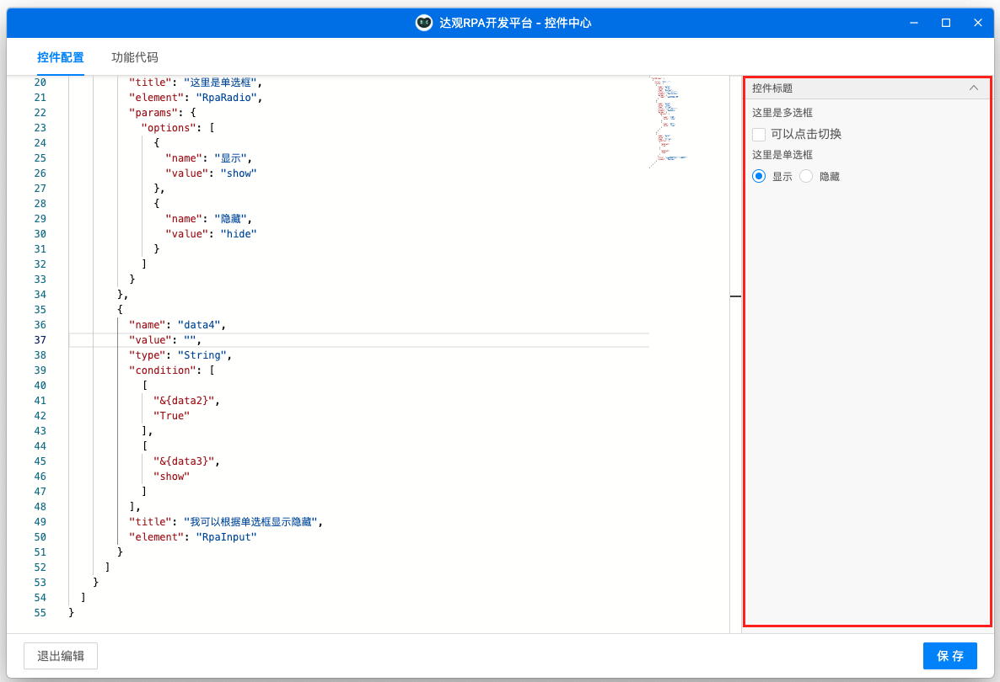 达观RPA开发平台 - 控件中心
控件配置 功能代码
20 "title": "这里是单选框",
21 "element": "RpaRadio",
22 "params": {
23 "options": [
24 {
25 "name": "显示",
26 "value": "show"
27 },
28 {
29 "name": "隐藏",
30 "value": "hide"
31 }
32 ]
33 }
34 },
35 {
36 "name": "data4",
37 "value": "",
38 "type": "String",
39 "condition": [
40 [
41 "&{data2}",
42 "True"
43 ],
44 [
45 "&{data3}",
46 "show"
47 ]
48 ],
49 "title": "我可以根据单选框显示隐藏",
50 "element": "RpaInput"
51 }
52 ]
53 }
54 ]
55 }
控件标题
这里是多选框
可以点击切换
这里是单选框
显示 隐藏
退出编辑
保 存